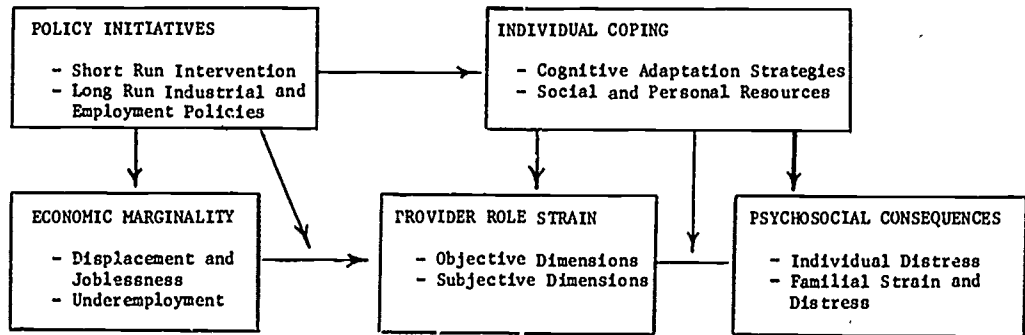 POLICY INITIATIVES
- Short Run Intervention
- Long Run Industrial and
Employment Policies
INDIVIDUAL COPING
- Cognitive Adaptation Strategies
- Social and Personal Resources
ECONOMIC MARGINALITY
- Displacement and
Joblessness
- Underemployment
PROVIDER ROLE STRAIN
- Objective Dimensions
- Subjective Dimensions
PSYCHOSOCIAL CONSEQUENCES
- Individual Distress
- Familial Strain and
Distress